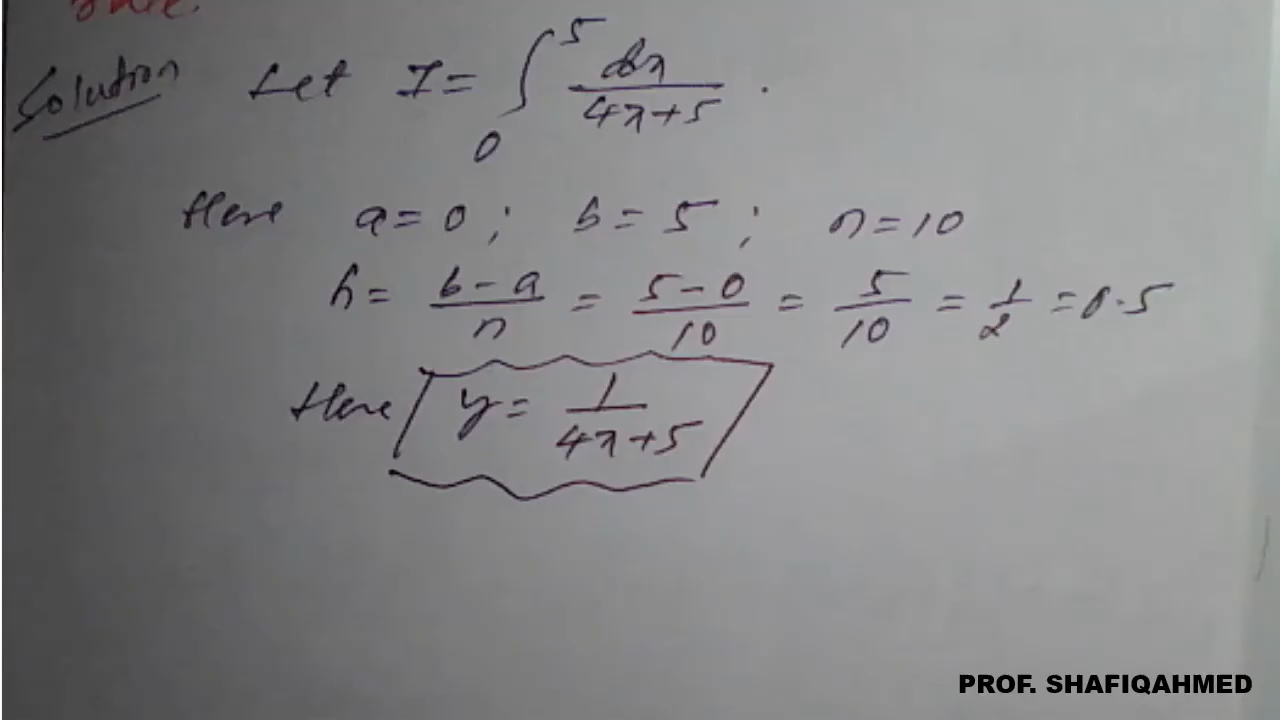 Solution Let I = ∫₀⁵ dx/(4x+5) .
Here a = 0 ; b = 5 ; n = 10
h = (b - a)/n = (5 - 0)/10 = 5/10 = 1/2 = 0.5
Here y = 1/(4x+5)
PROF. SHAFIQAHMED